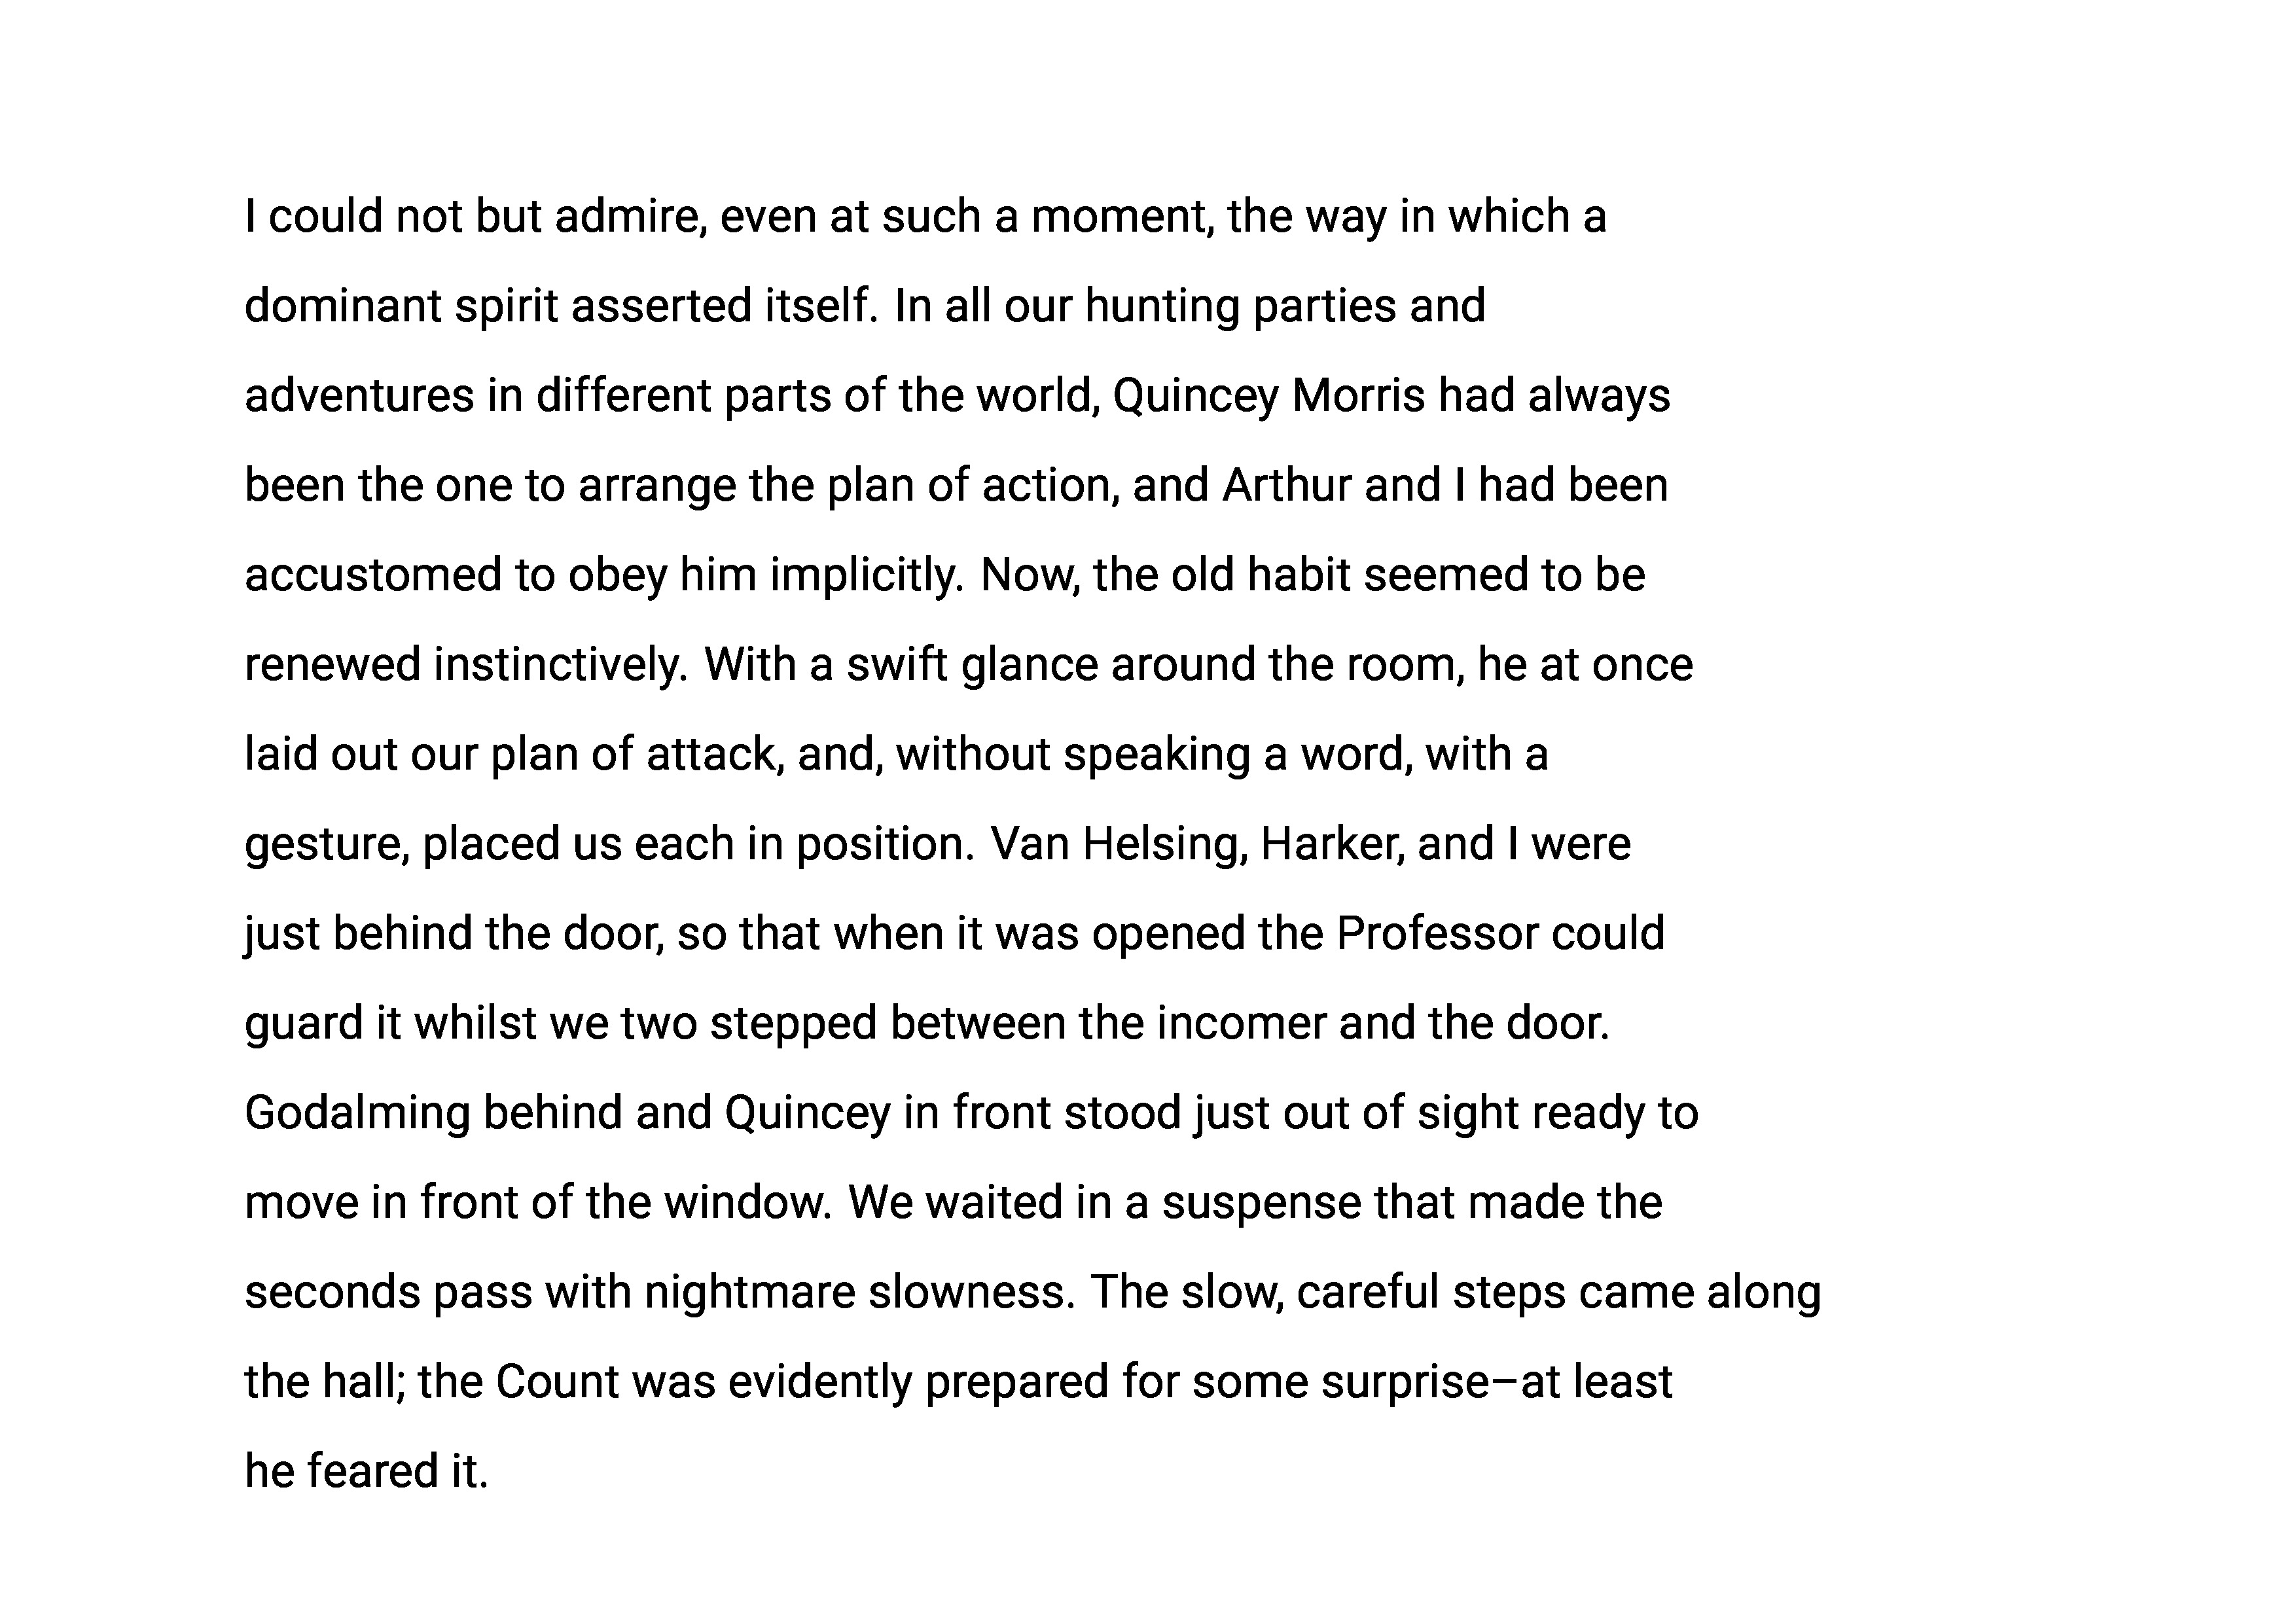 I could not but admire, even at such a moment, the way in which a
dominant spirit asserted itself. In all our hunting parties and
adventures in different parts of the world, Quincey Morris had always
been the one to arrange the plan of action, and Arthur and I had been
accustomed to obey him implicitly. Now, the old habit seemed to be
renewed instinctively. With a swift glance around the room, he at once
laid out our plan of attack, and, without speaking a word, with a
gesture, placed us each in position. Van Helsing, Harker, and I were
just behind the door, so that when it was opened the Professor could
guard it whilst we two stepped between the incomer and the door.
Godalming behind and Quincey in front stood just out of sight ready to
move in front of the window. We waited in a suspense that made the
seconds pass with nightmare slowness. The slow, careful steps came along
the hall; the Count was evidently prepared for some surprise–at least
he feared it.